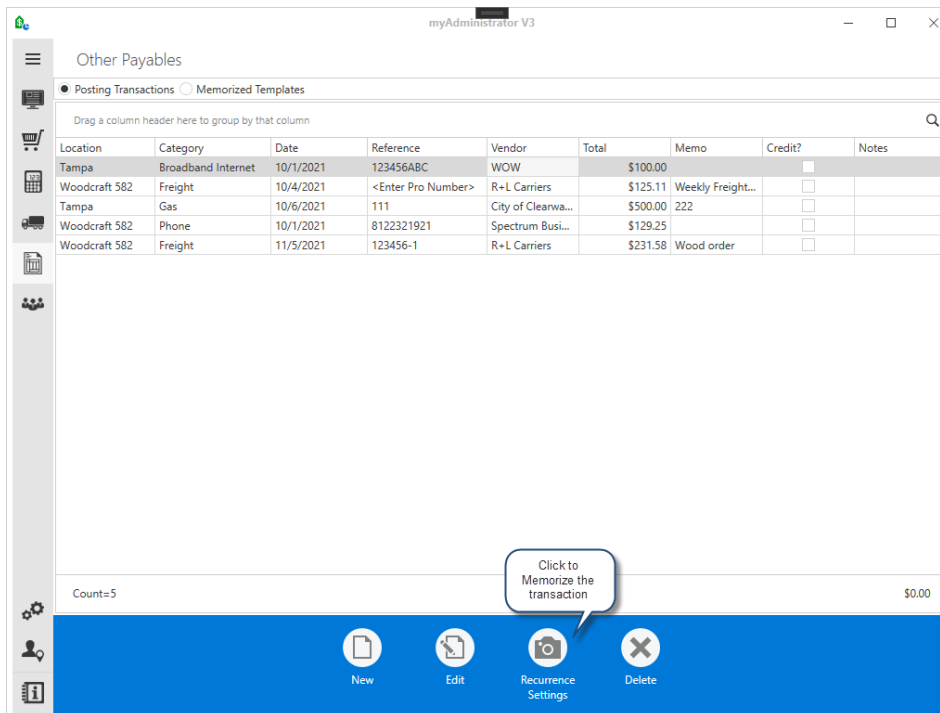 myAdministrator V3
Other Payables
Posting Transactions Memorized Templates
Drag a column header here to group by that column
Location Category Date Reference Vendor Total Memo Credit? Notes
Tampa Broadband Internet 10/1/2021 123456ABC WOW $100.00
Woodcraft 582 Freight 10/4/2021 <Enter Pro Number> R+L Carriers $125.11 Weekly Freight...
Tampa Gas 10/6/2021 111 City of Clearwa... $500.00 222
Woodcraft 582 Phone 10/1/2021 8122321921 Spectrum Busi... $129.25
Woodcraft 582 Freight 11/5/2021 123456-1 R+L Carriers $231.58 Wood order
Click to
Memorize the
transaction
Count=5 $0.00
New Edit Recurrence Delete
Settings